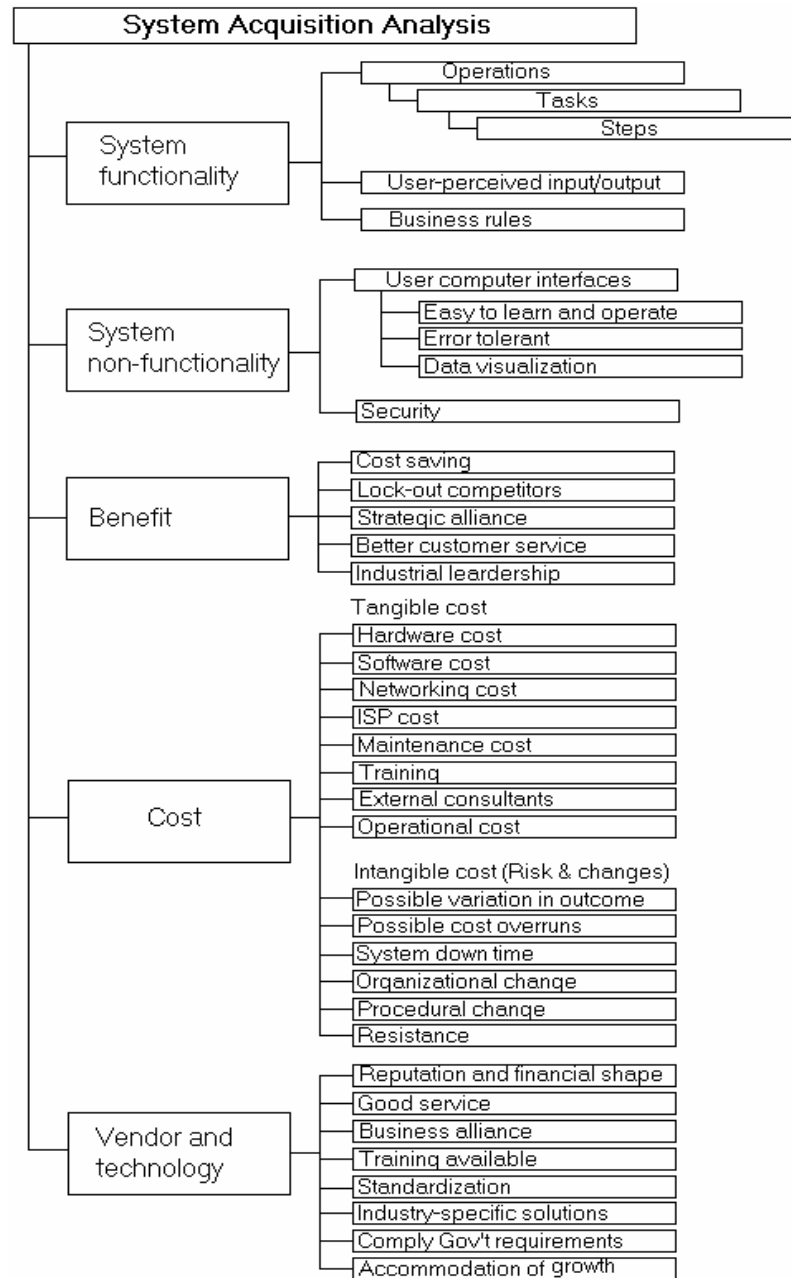 System Acquisition Analysis
Operations
Tasks
Steps
System
functionality
User-perceived input/output
Business rules
User computer interfaces
Easy to learn and operate
System
non-functionality
Error tolerant
Data visualization
Security
Cost saving
Lock-out competitors
Benefit
Strategic alliance
Better customer service
Industrial leardership
Tangible cost
Hardware cost
Software cost
Networking cost
ISP cost
Maintenance cost
Training
External consultants
Cost
Operational cost
Intangible cost (Risk & changes)
Possible variation in outcome
Possible cost overruns
System down time
Organizational change
Procedural change
Resistance
Reputation and financial shape
Good service
Business alliance
Vendor and
technology
Training available
Standardization
Industry-specific solutions
Comply Gov't requirements
Accommodation of growth